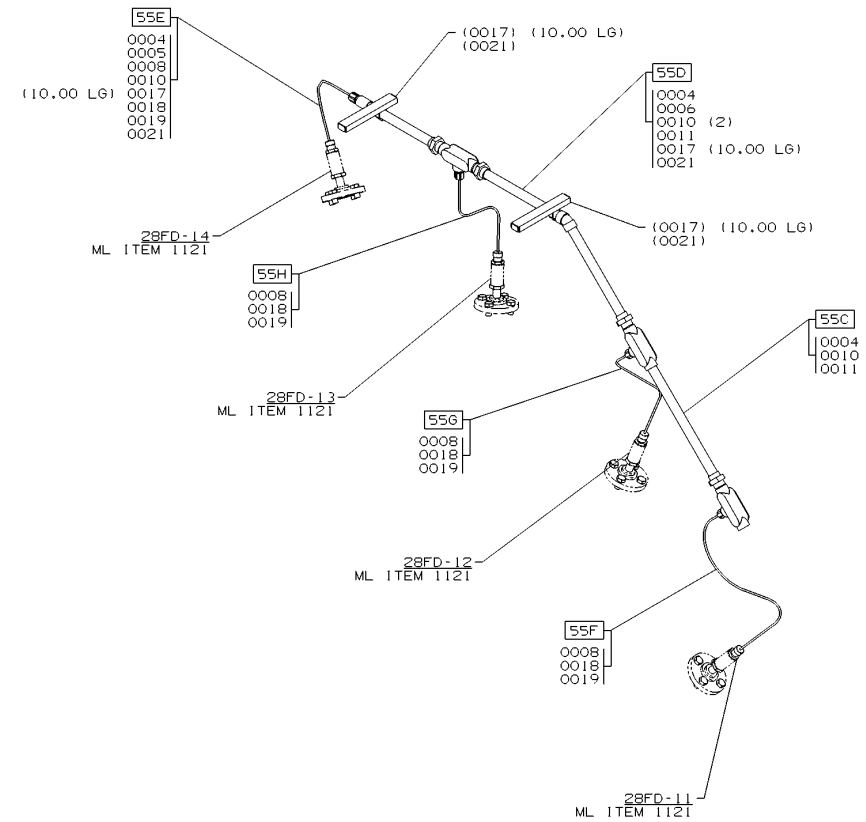 55E
0004
0005
0008
0010
(10.00 LG) 0017
0018
0019
0021
(0017) (10.00 LG)
(0021)
55D
0004
0006
0010 (2)
0011
0017 (10.00 LG)
0021
(0017) (10.00 LG)
(0021)
28FD-14
ML ITEM 1121
55H
0008
0018
0019
55C
0004
0010
0011
28FD-13
ML ITEM 1121
55G
0008
0018
0019
28FD-12
ML ITEM 1121
55F
0008
0018
0019
28FD-11
ML ITEM 1121